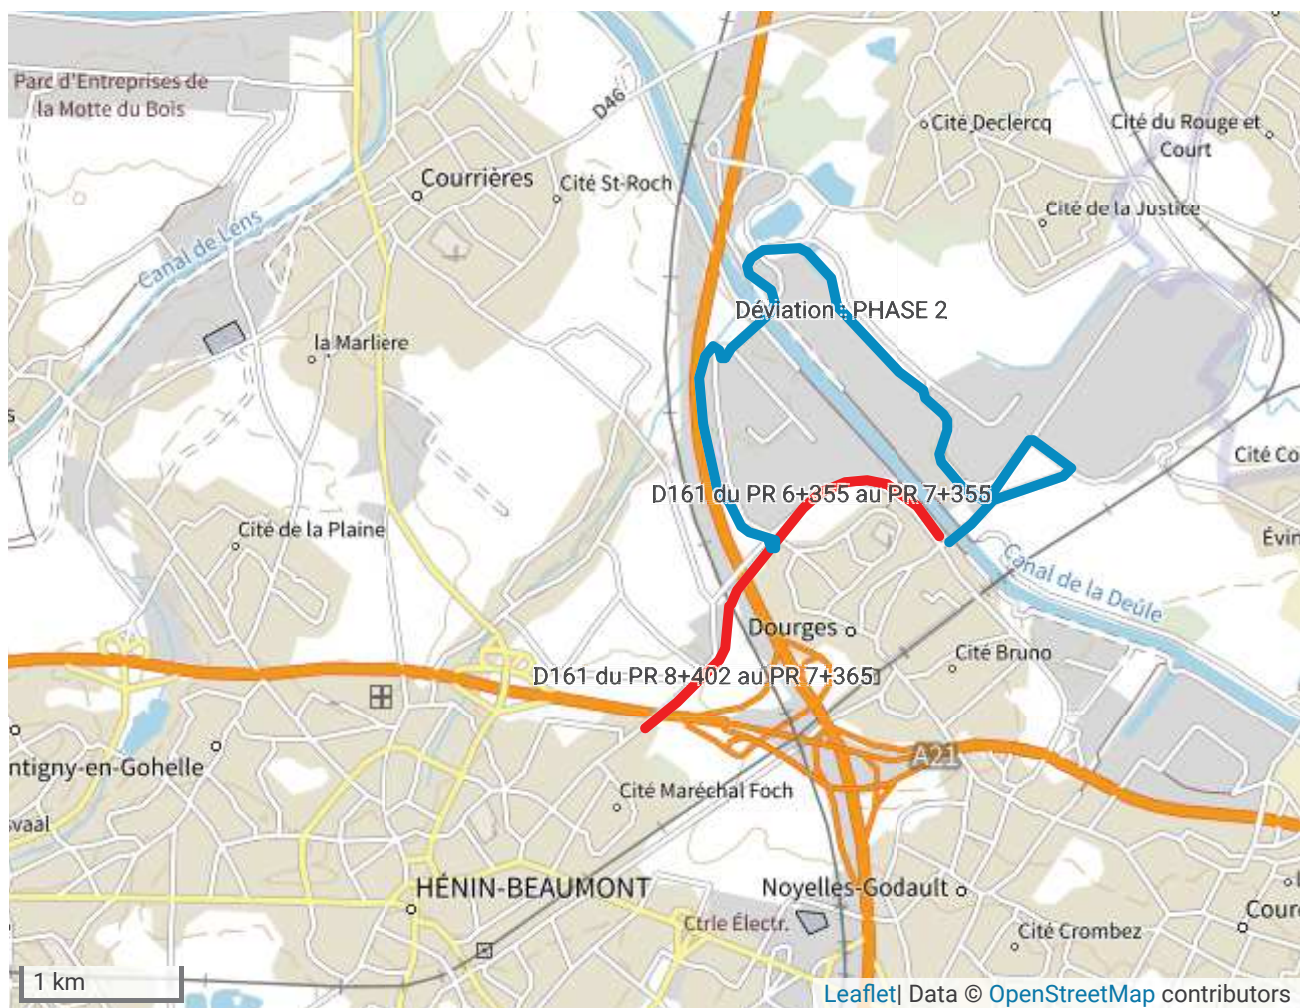 Parc d'Entreprises de
la Motte du Bois
D46
Cité Declercq
Cité du Rouge et
Court
Courrières
Cité St-Roch
Cité de la Justice
Canal de Lens
Déviation : PHASE 2
la Marlière
Cité Co
D161 du PR 6+355 au PR 7+355
Cité de la Plaine
Évin
Canal de la Deûle
Dourges
Cité Bruno
D161 du PR 8+402 au PR 7+365
ntigny-en-Gohelle
A21
Cité Maréchal Foch
svaal
HÉNIN-BEAUMONT
Noyelles-Godault
Ctrle Électr.
Cour
Cité Crombez
1 km
Leaflet | Data © OpenStreetMap contributors